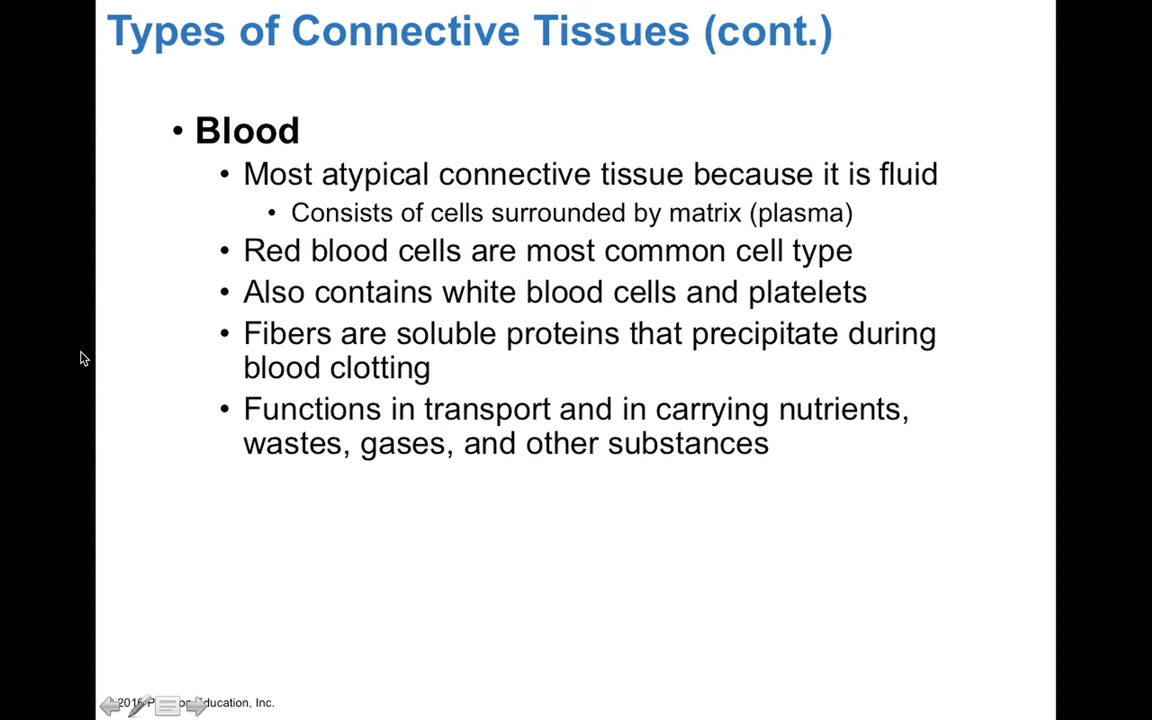 Types of Connective Tissues (cont.)
• Blood
• Most atypical connective tissue because it is fluid
• Consists of cells surrounded by matrix (plasma)
• Red blood cells are most common cell type
• Also contains white blood cells and platelets
• Fibers are soluble proteins that precipitate during
blood clotting
• Functions in transport and in carrying nutrients,
wastes, gases, and other substances
Inc.